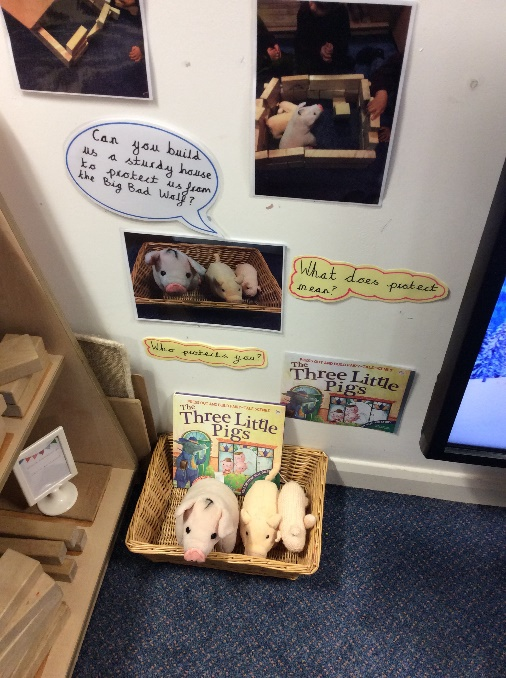 Can you build
us a sturdy house
to protect us from
the Big Bad Wolf?
What does protect
mean?
Who protects you?
The
Three Little
Pigs
The
Three Little
Pigs